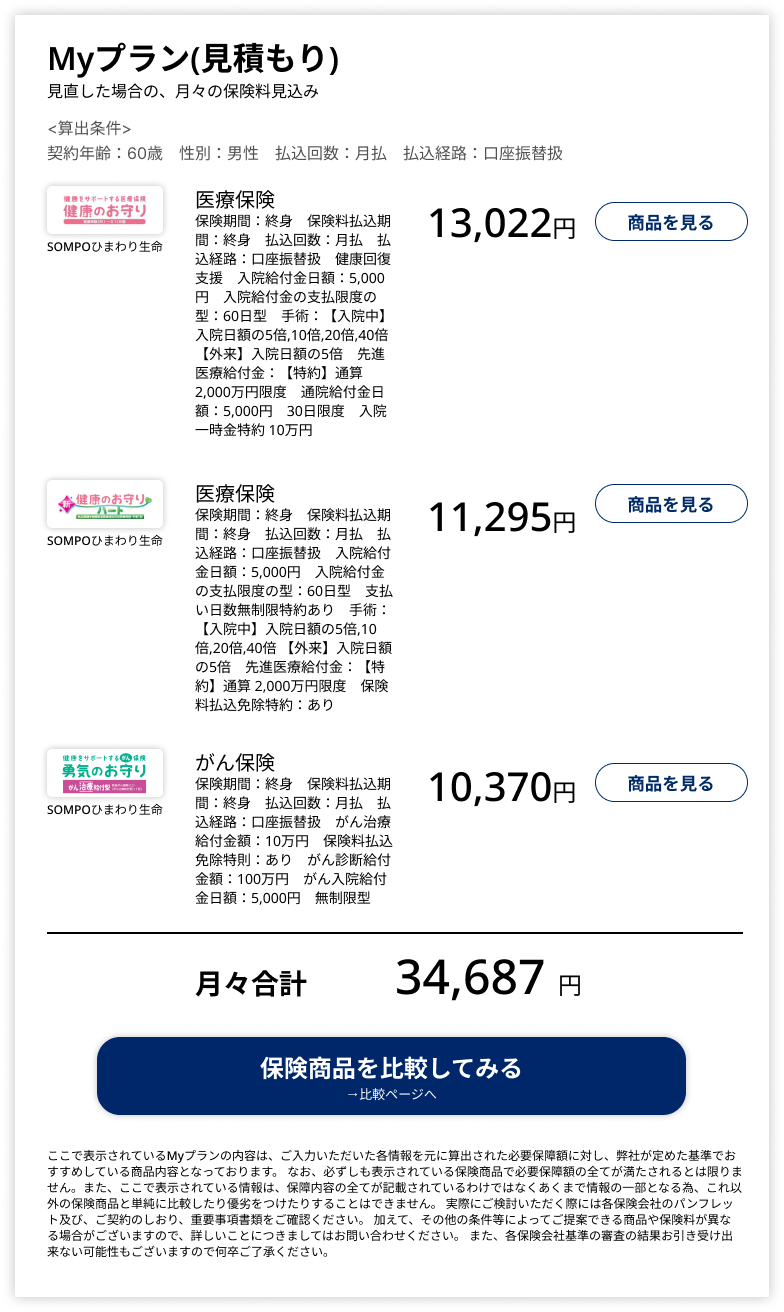 Myプラン(見積もり)
見直した場合の、月々の保険料見込み
<算出条件>
契約年齢：60歳　性別：男性　払込回数：月払　払込経路：口座振替扱
健康をサポートする医療保険
健康のお守り
SOMPOひまわり生命
医療保険
保険期間：終身　保険料払込期
間：終身　払込回数：月払　払
込経路：口座振替扱　健康回復
支援　入院給付金日額：5,000
円　入院給付金の支払限度の
型：60日型　手術：【入院中】
入院日額の5倍,10倍,20倍,40倍
【外来】入院日額の5倍　先進
医療給付金：【特約】通算
2,000万円限度　通院給付金日
額：5,000円　30日限度　入院
一時金特約 10万円
13,022円
商品を見る
新 健康のお守り
ハート
SOMPOひまわり生命
医療保険
保険期間：終身　保険料払込期
間：終身　払込回数：月払　払
込経路：口座振替扱　入院給付
金日額：5,000円　入院給付金
の支払限度の型：60日型　支払
い日数無制限特約あり　手術：
【入院中】入院日額の5倍,10
倍,20倍,40倍 【外来】入院日額
の5倍　先進医療給付金：【特
約】通算 2,000万円限度　保険
料払込免除特約：あり
11,295円
商品を見る
健康をサポートするがん保険
勇気のお守り
がん治療給付型
SOMPOひまわり生命
がん保険
保険期間：終身　保険料払込期
間：終身　払込回数：月払　払
込経路：口座振替扱　がん治療
給付金額：10万円　保険料払込
免除特則：あり　がん診断給付
金額：100万円　がん入院給付
金日額：5,000円　無制限型
10,370円
商品を見る
月々合計 34,687 円
保険商品を比較してみる
→比較ページへ
ここで表示されているMyプランの内容は、ご入力いただいた各情報を元に算出された必要保障額に対し、弊社が定めた基準でお
すすめしている商品内容となっております。 なお、必ずしも表示されている保険商品で必要保障額の全てが満たされるとは限りま
せん。また、ここで表示されている情報は、保障内容の全てが記載されているわけではなくあくまで情報の一部となる為、これ以
外の保険商品と単純に比較したり優劣をつけたりすることはできません。 実際にご検討いただく際には各保険会社のパンフレッ
ト及び、ご契約のしおり、重要事項書類をご確認ください。 加えて、その他の条件等によってご提案できる商品や保険料が異な
る場合がございますので、詳しいことにつきましてはお問い合わせください。 また、各保険会社基準の審査の結果お引き受け出
来ない可能性もございますので何卒ご了承ください。